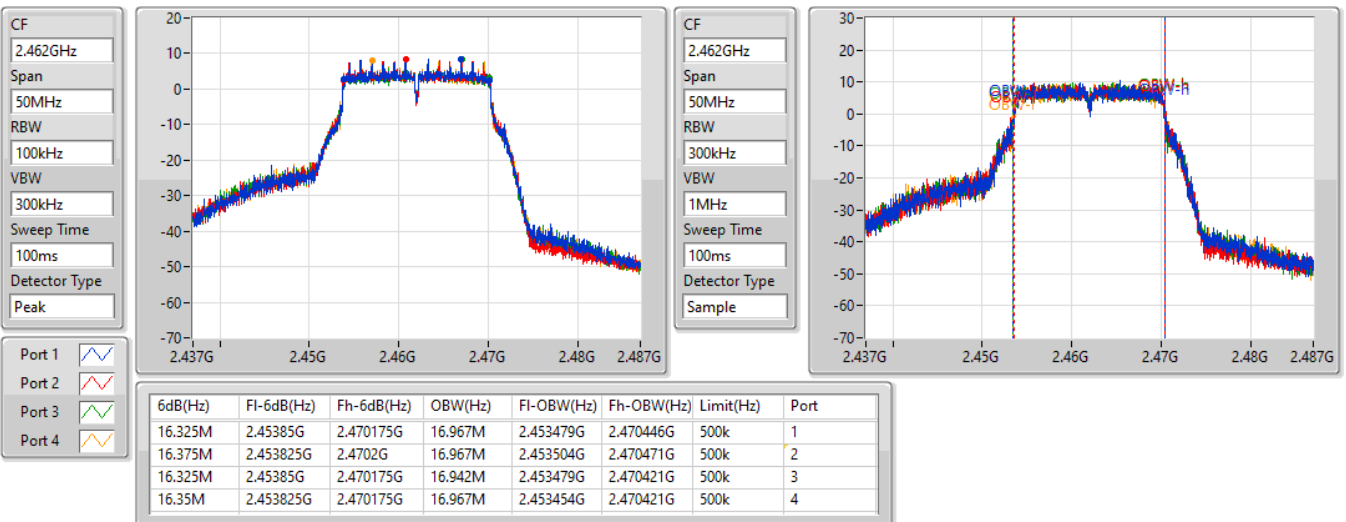 CF
2.462GHz
Span
50MHz
RBW
100kHz
VBW
300kHz
Sweep Time
100ms
Detector Type
Peak
20
10
0
-10
-20
-30
-40
-50
-60
-70
2.437G 2.45G 2.46G 2.47G 2.48G 2.487G
CF
2.462GHz
Span
50MHz
RBW
300kHz
VBW
1MHz
Sweep Time
100ms
Detector Type
Sample
30
20
10
0
-10
-20
-30
-40
-50
-60
-70
OBW-h
2.437G 2.45G 2.46G 2.47G 2.48G 2.487G
Port 1
Port 2
Port 3
Port 4
6dB(Hz) Fl-6dB(Hz) Fh-6dB(Hz) OBW(Hz) Fl-OBW(Hz) Fh-OBW(Hz) Limit(Hz) Port
16.325M 2.45385G 2.470175G 16.967M 2.453479G 2.470446G 500k 1
16.375M 2.453825G 2.4702G 16.967M 2.453504G 2.470471G 500k 2
16.325M 2.45385G 2.470175G 16.942M 2.453479G 2.470421G 500k 3
16.35M 2.453825G 2.470175G 16.967M 2.453454G 2.470421G 500k 4